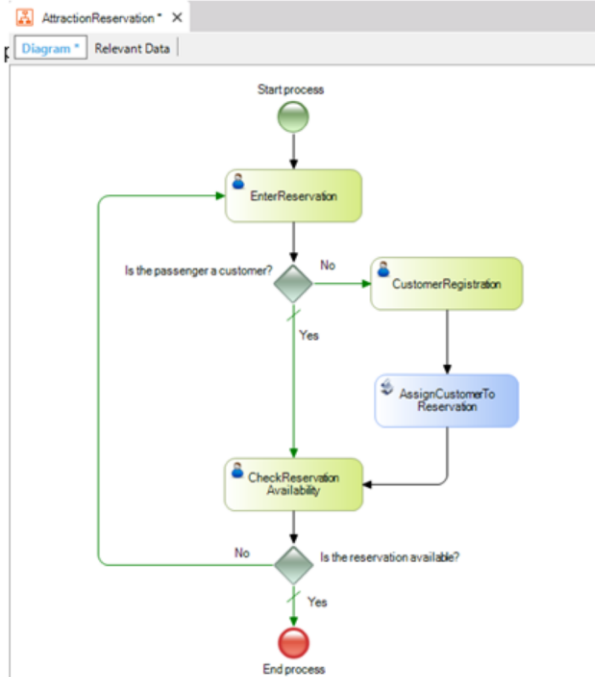 AttractionReservation *
Diagram * Relevant Data
Start process
EnterReservation
Is the passenger a customer?
No
CustomerRegistration
Yes
AssignCustomerTo
Reservation
CheckReservation
Availability
No
Is the reservation available?
Yes
End process